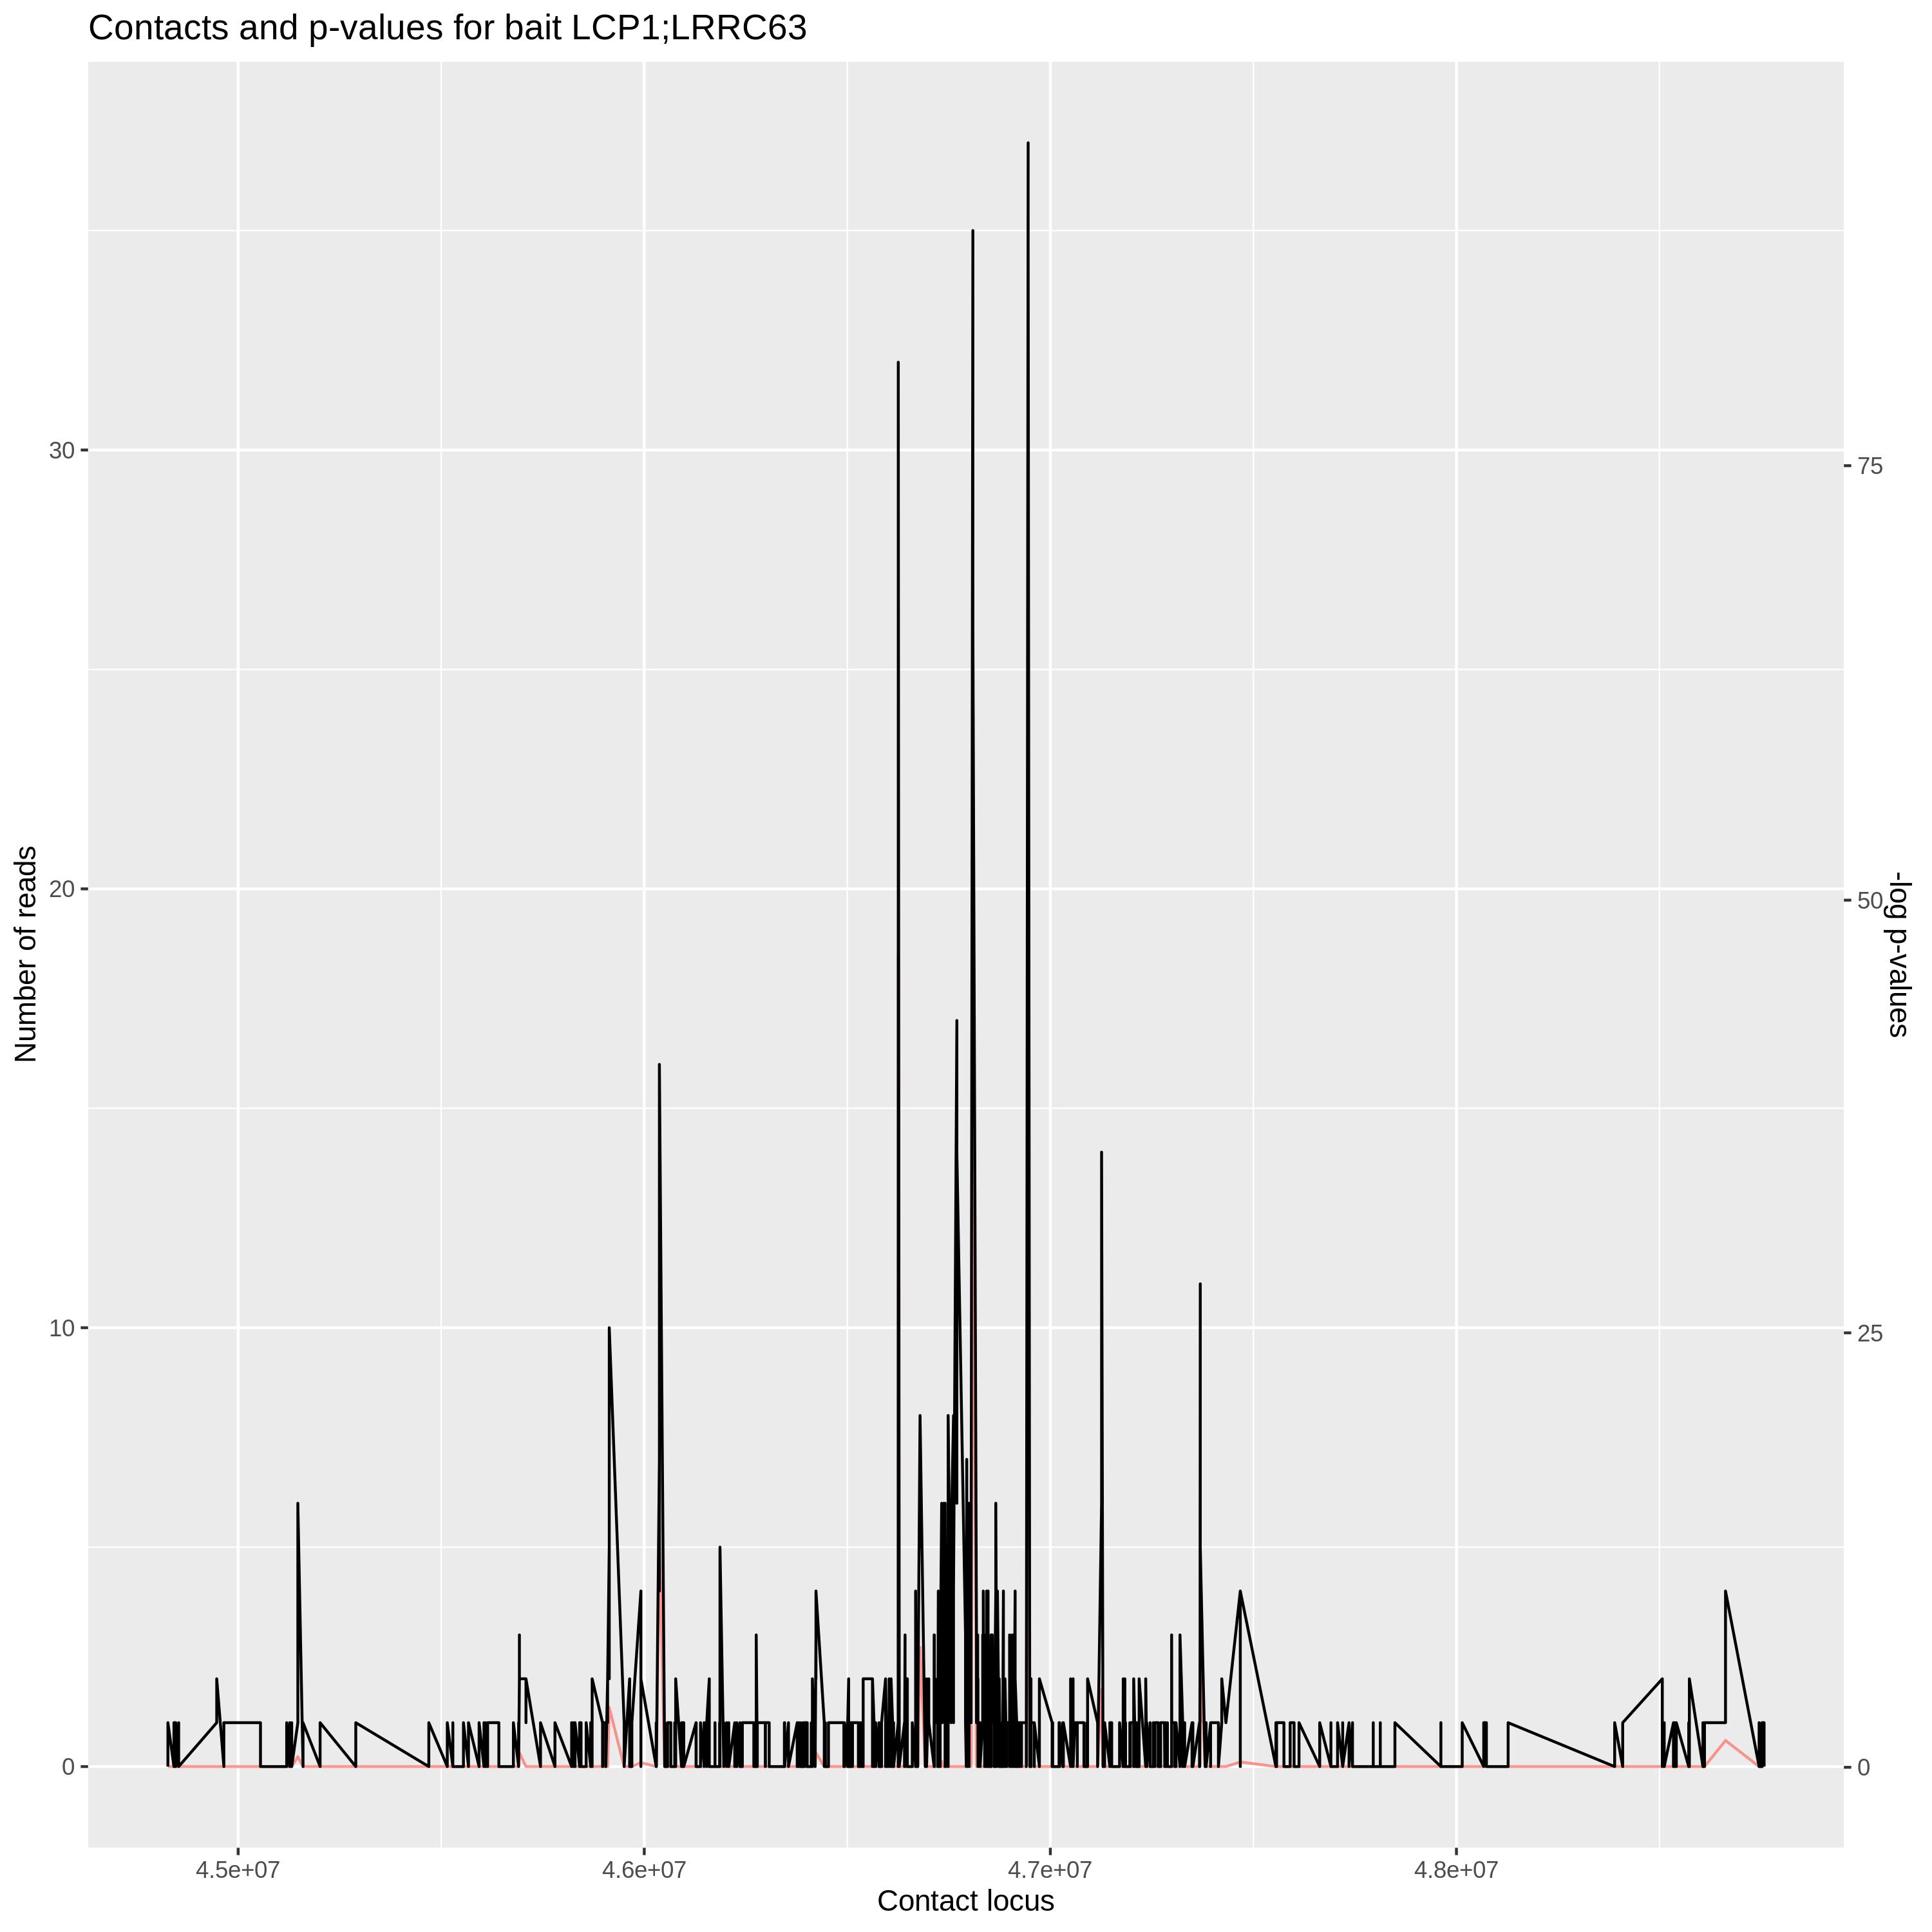 Contacts and p-values for bait LCP1;LRRC63
Number of reads
30
20
10
0
75
50
25
0
-log p-values
4.5e+07
4.6e+07
4.7e+07
4.8e+07
Contact locus